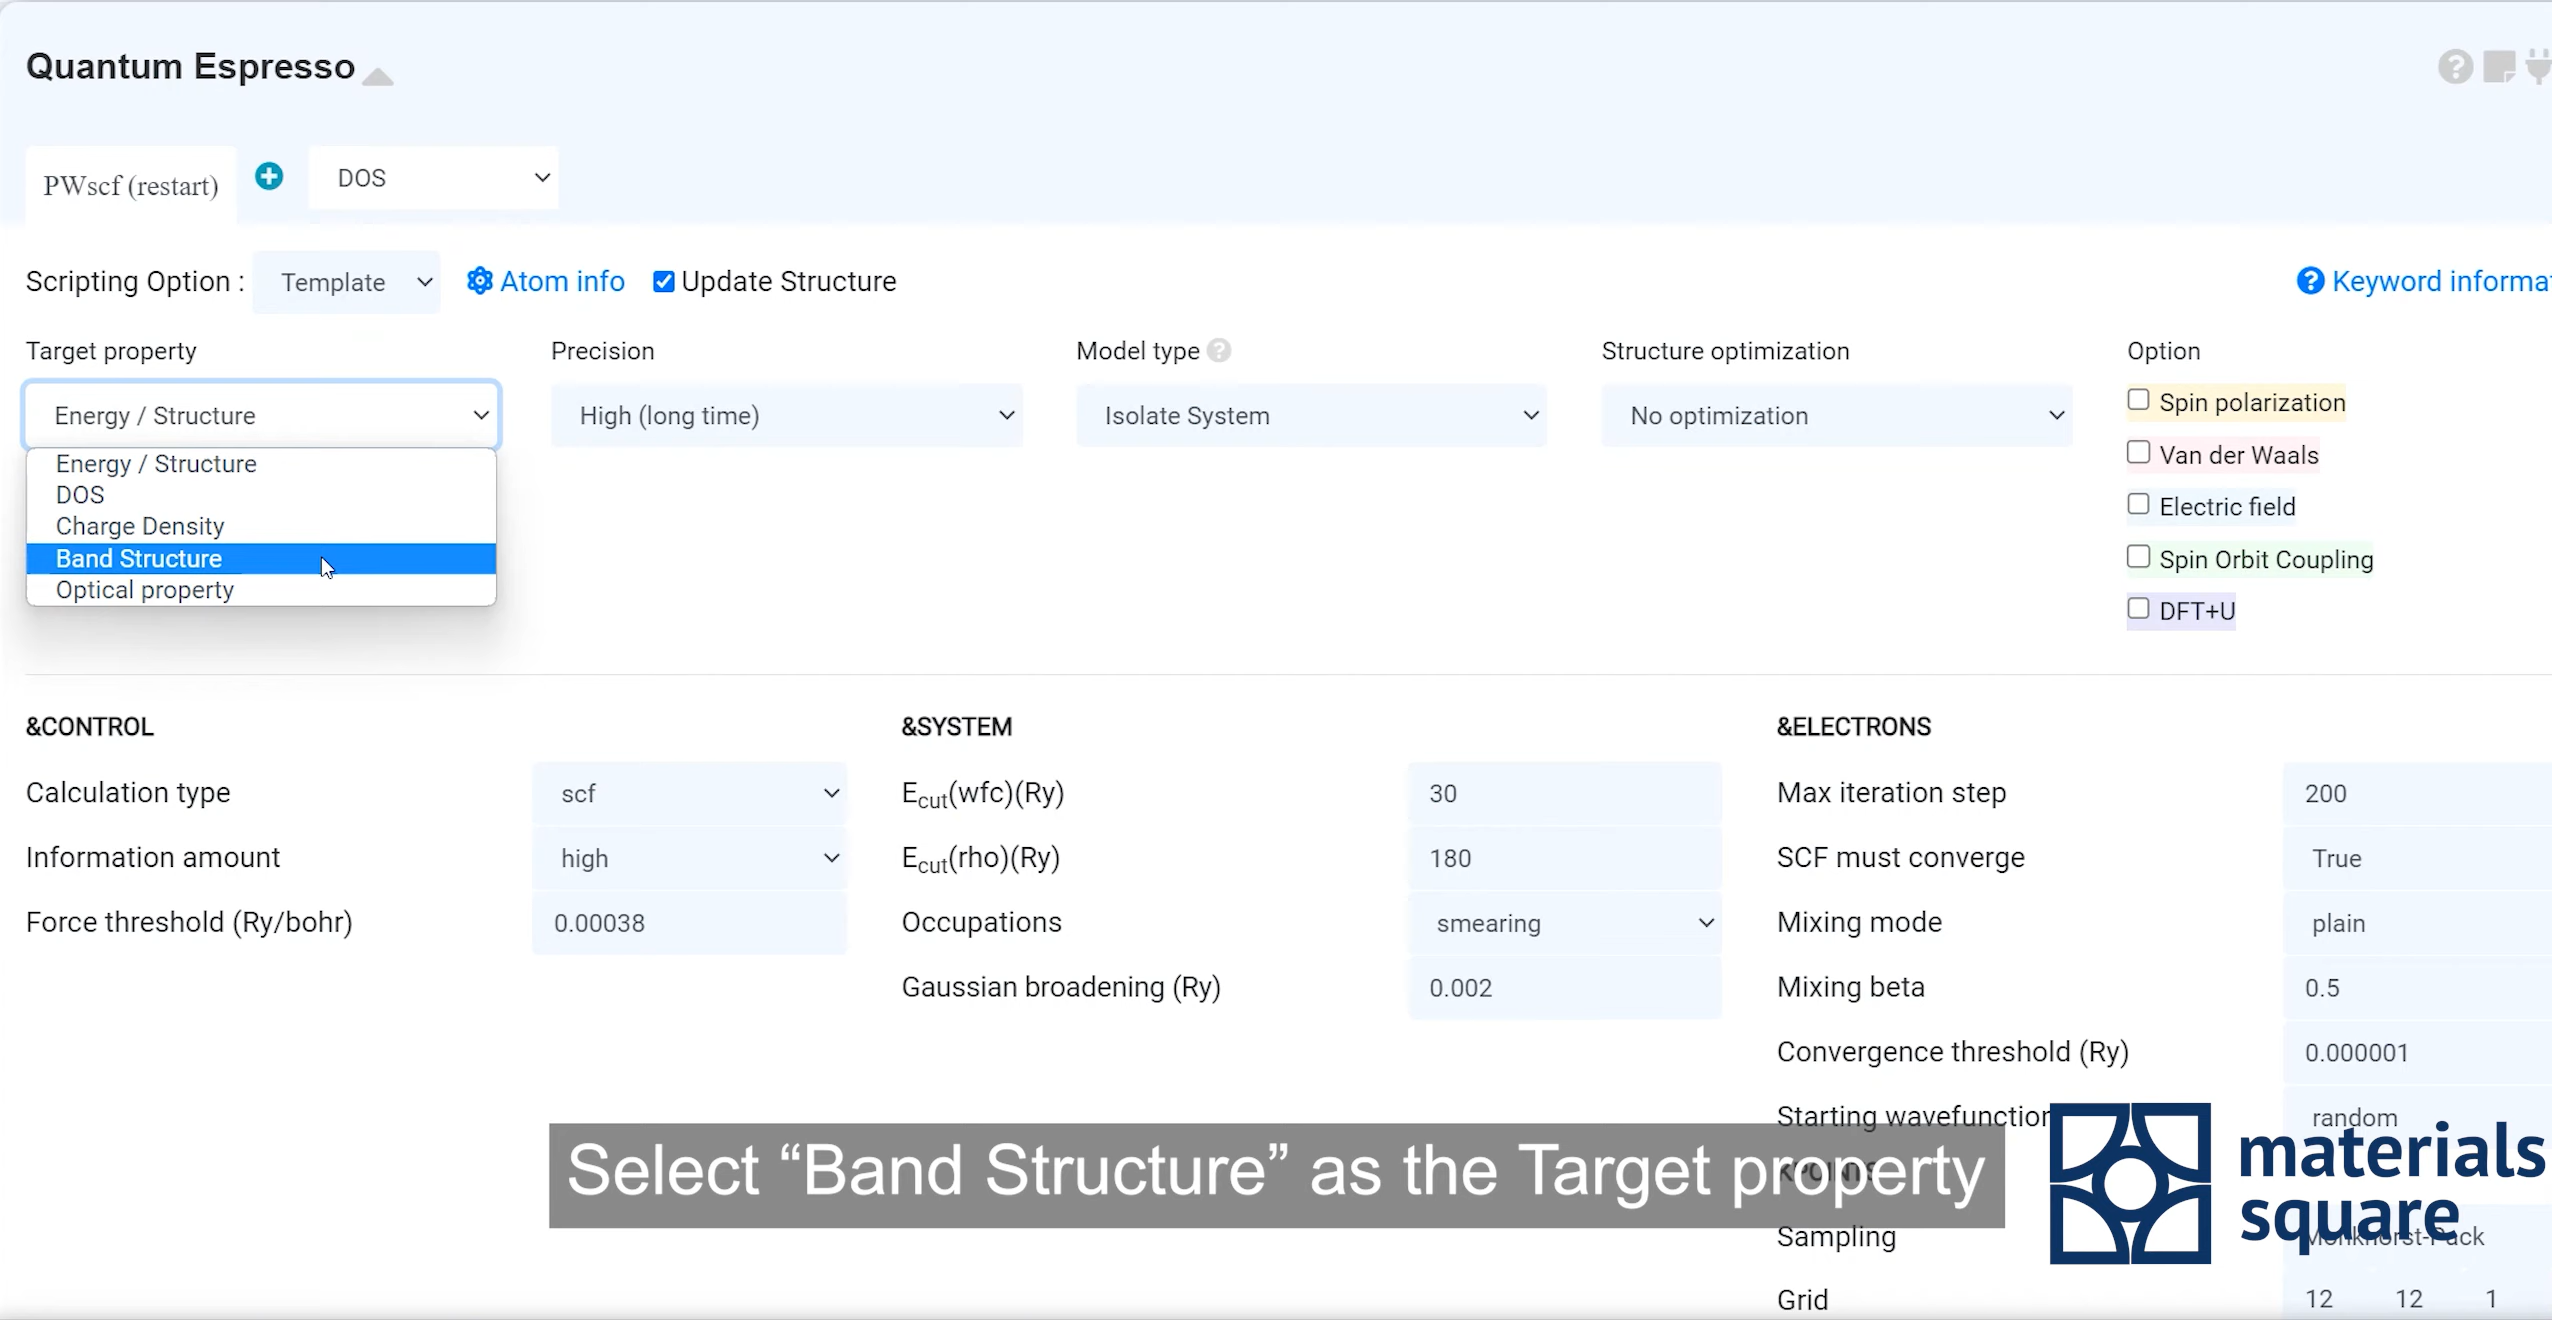 Quantum Espresso
PWscf (restart)
DOS
Scripting Option :
Template
Atom info
Update Structure
Keyword informa
Target property
Precision
Model type
Structure optimization
Option
Energy / Structure
High (long time)
Isolate System
No optimization
Spin polarization
Van der Waals
Electric field
Spin Orbit Coupling
DFT+U
Energy / Structure
DOS
Charge Density
Band Structure
Optical property
&CONTROL
Calculation type
scf
Information amount
high
Force threshold (Ry/bohr)
0.00038
&SYSTEM
Ecut(wfc)(Ry)
30
Ecut(rho)(Ry)
180
Occupations
smearing
Gaussian broadening (Ry)
0.002
&ELECTRONS
Max iteration step
200
SCF must converge
True
Mixing mode
plain
Mixing beta
0.5
Convergence threshold (Ry)
0.000001
Starting wavefunction
random
Sampling
Monkhorst-Pack
Grid
12 12 1
Select “Band Structure” as the Target property
materials
square